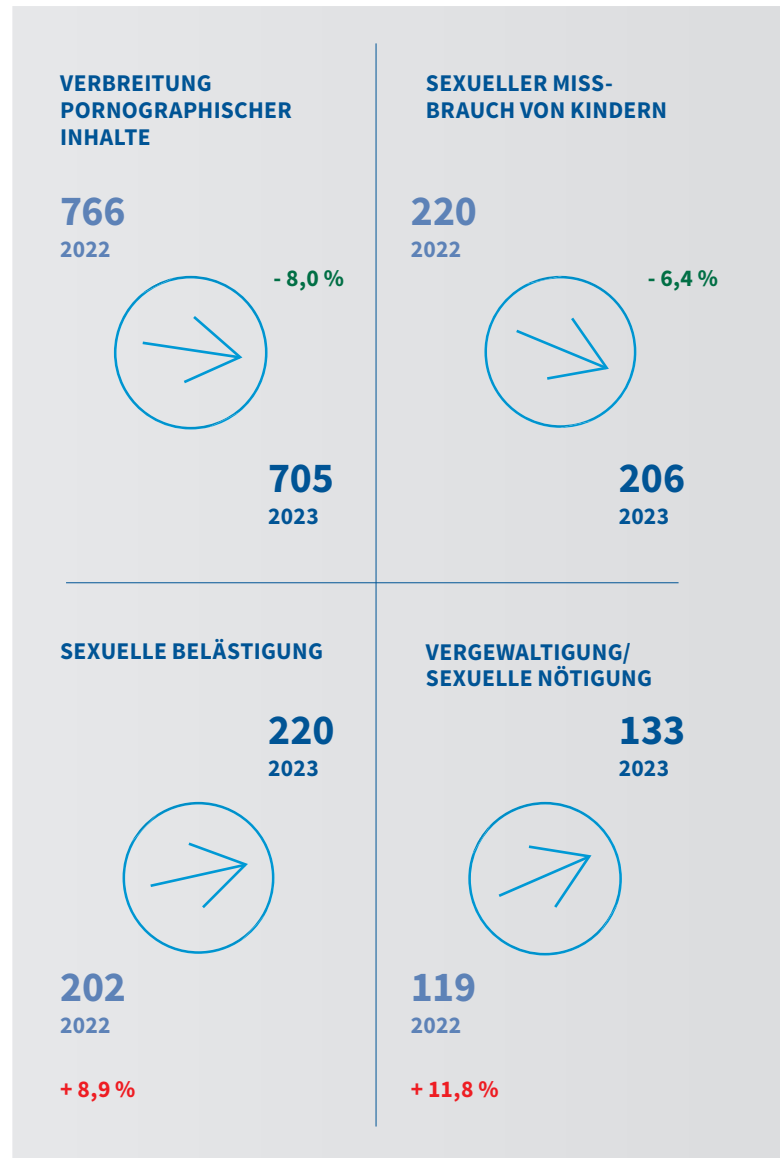 VERBREITUNG
PORNOGRAPHISCHER
INHALTE
766
2022
- 8,0 %
705
2023
SEXUELLER MISS-
BRAUCH VON KINDERN
220
2022
- 6,4 %
206
2023
SEXUELLE BELÄSTIGUNG
220
2023
202
2022
+ 8,9 %
VERGEWALTIGUNG/
SEXUELLE NÖTIGUNG
133
2023
119
2022
+ 11,8 %